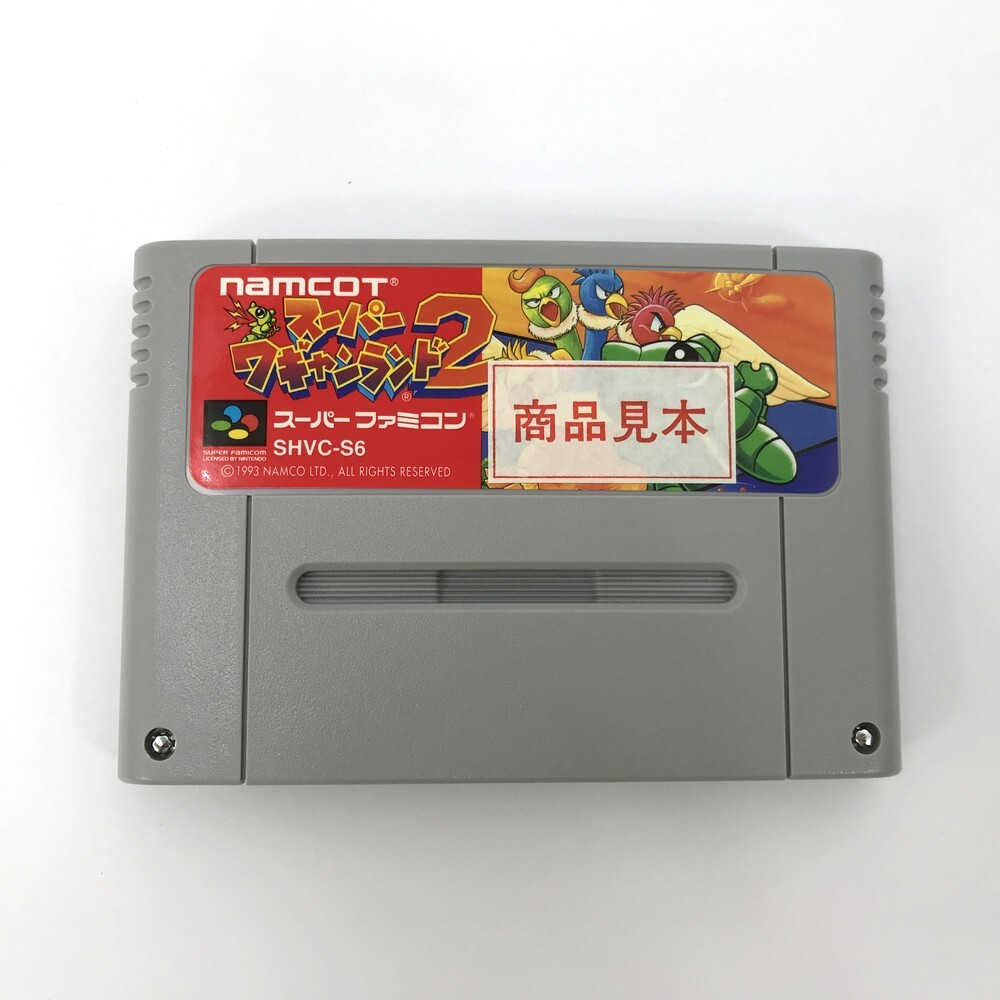 namcoT®
スーパー
ワギャンランド2®
SUPER FAMICOM
LICENSED BY NINTENDO
スーパーファミコン®
SHVC-S6
©1993 NAMCO LTD., ALL RIGHTS RESERVED
商品見本